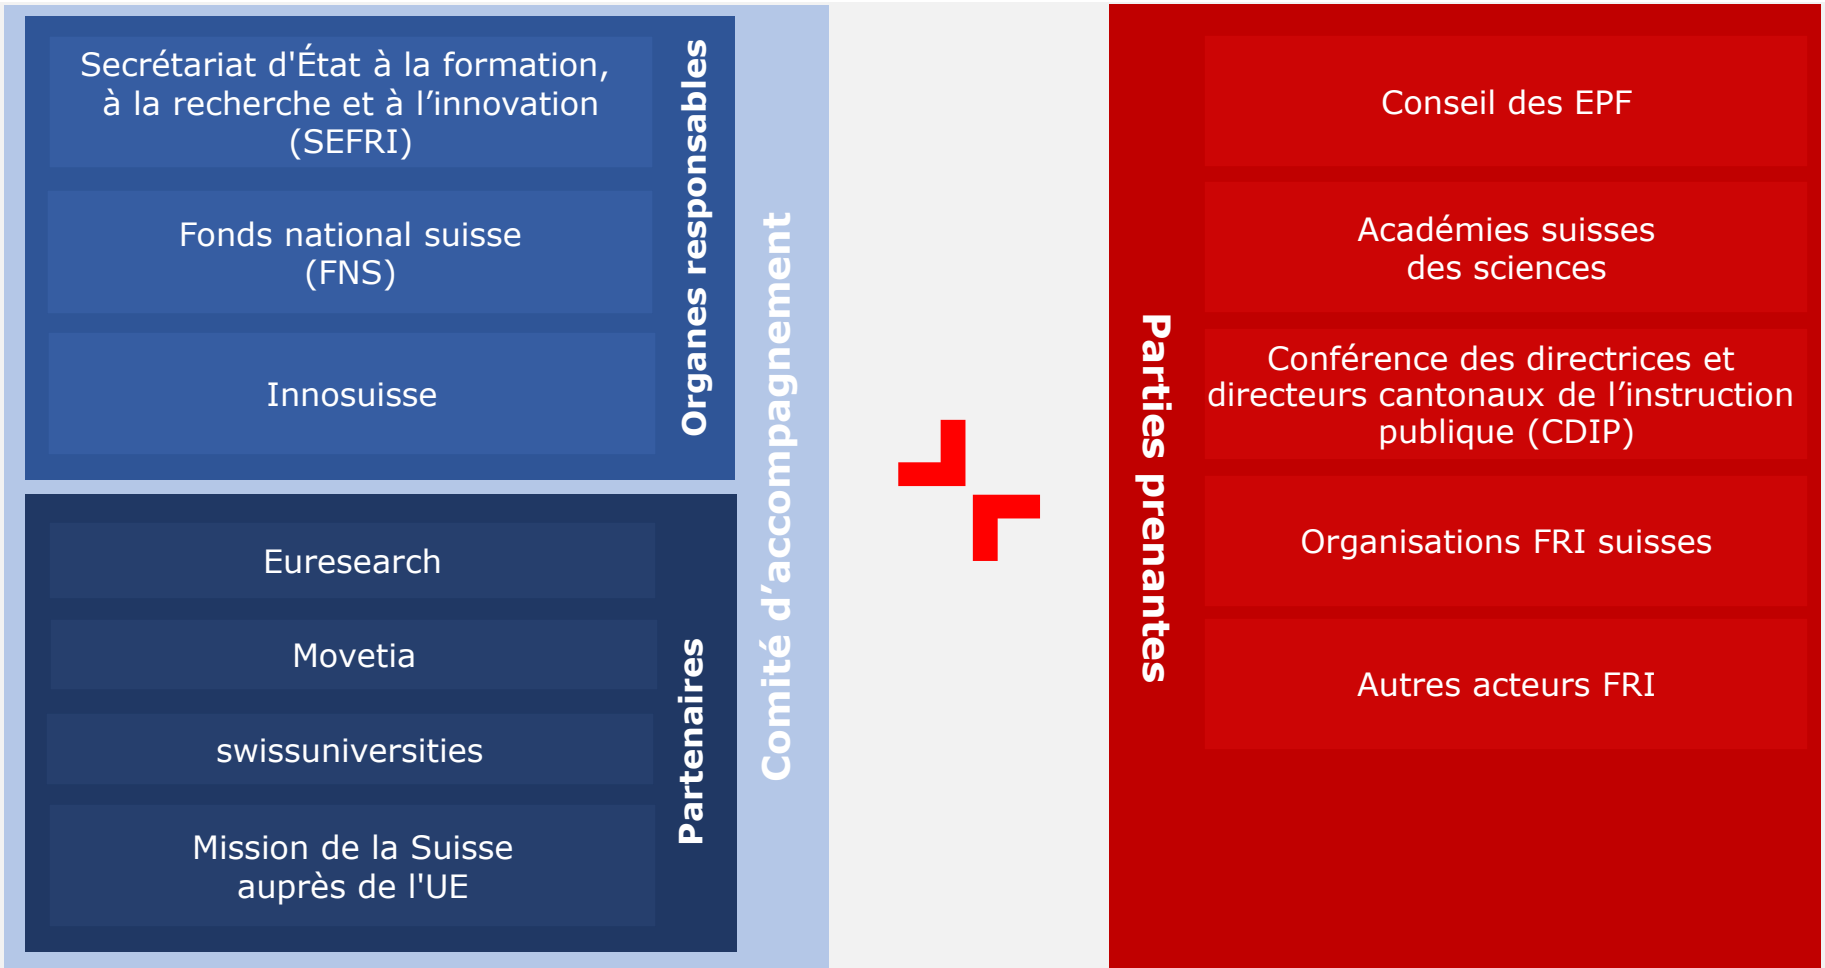 Secrétariat d'État à la formation,
à la recherche et à l’innovation
(SEFRI)
Fonds national suisse
(FNS)
Innosuisse
Organes responsables
Euresearch
Movetia
swissuniversities
Mission de la Suisse
auprès de l'UE
Partenaires
Comité d’accompagnement
Parties prenantes
Conseil des EPF
Académies suisses
des sciences
Conférence des directrices et
directeurs cantonaux de l’instruction
publique (CDIP)
Organisations FRI suisses
Autres acteurs FRI